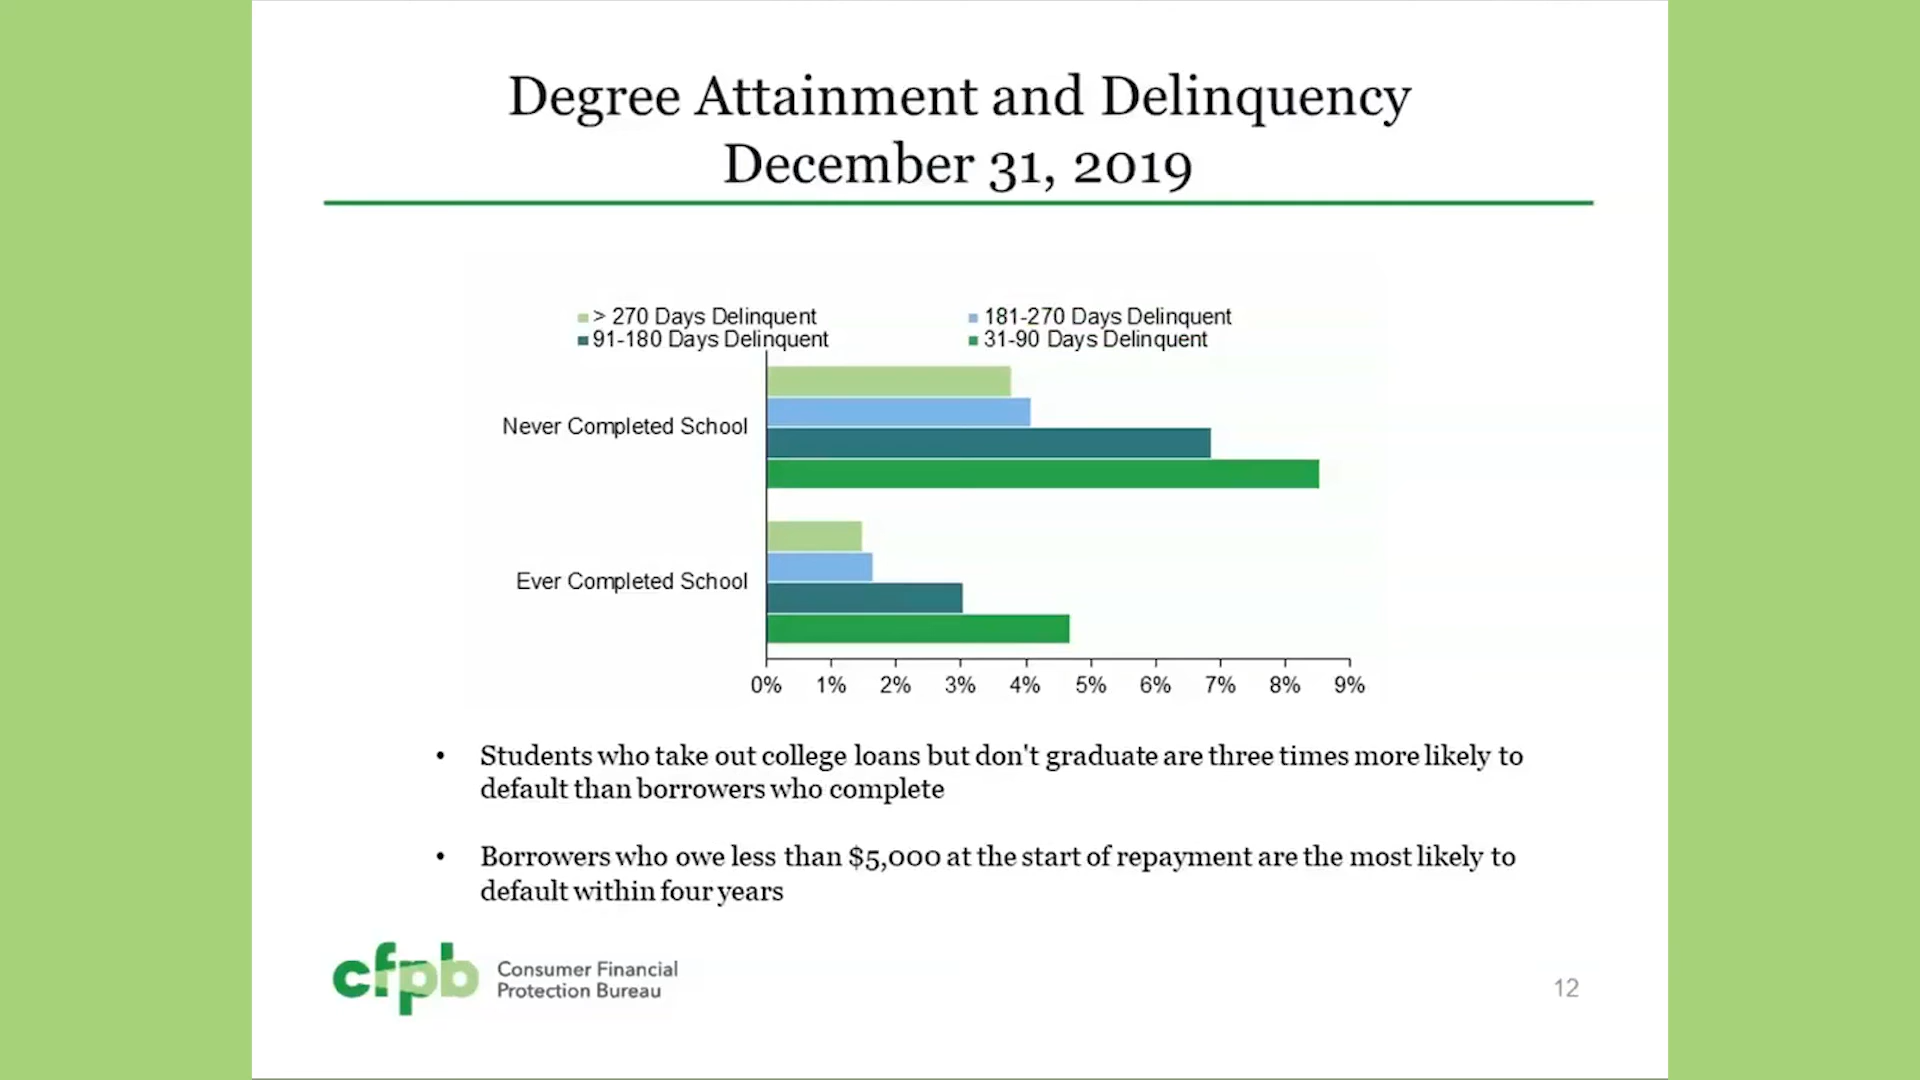 Degree Attainment and Delinquency
December 31, 2019
> 270 Days Delinquent
181-270 Days Delinquent
91-180 Days Delinquent
31-90 Days Delinquent
Never Completed School
Ever Completed School
0% 1% 2% 3% 4% 5% 6% 7% 8% 9%
• Students who take out college loans but don't graduate are three times more likely to
default than borrowers who complete
• Borrowers who owe less than $5,000 at the start of repayment are the most likely to
default within four years
cfpb
Consumer Financial
Protection Bureau
12